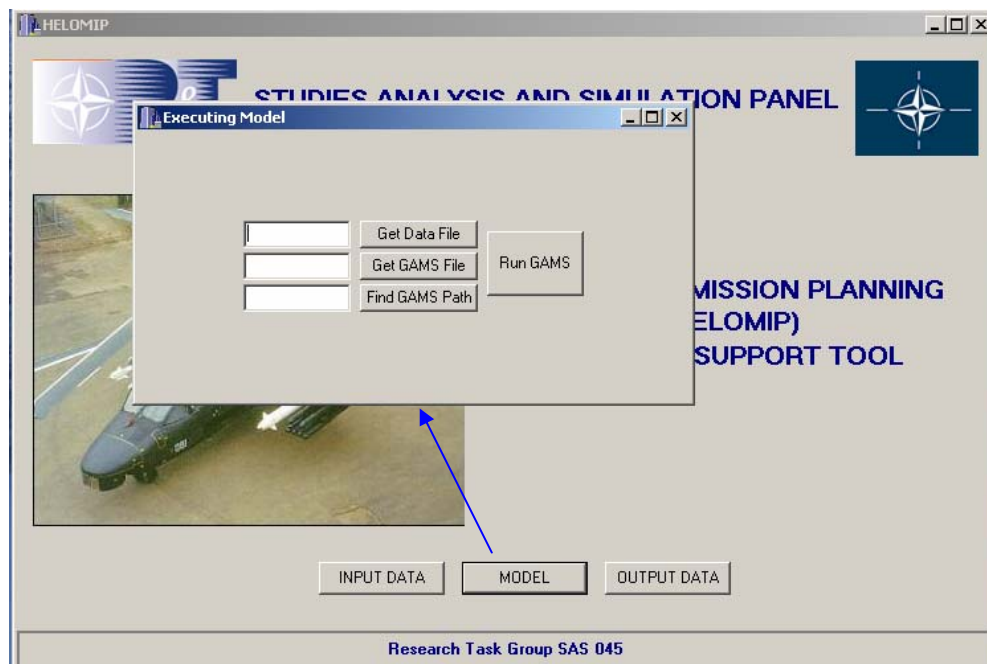 HELOMIP
R&T
STUDIES ANALYSIS AND SIMULATION PANEL
Executing Model
Get Data File
Get GAMS File
Run GAMS
Find GAMS Path
MISSION PLANNING
ELOMIP)
SUPPORT TOOL
081
INPUT DATA
MODEL
OUTPUT DATA
Research Task Group SAS 045